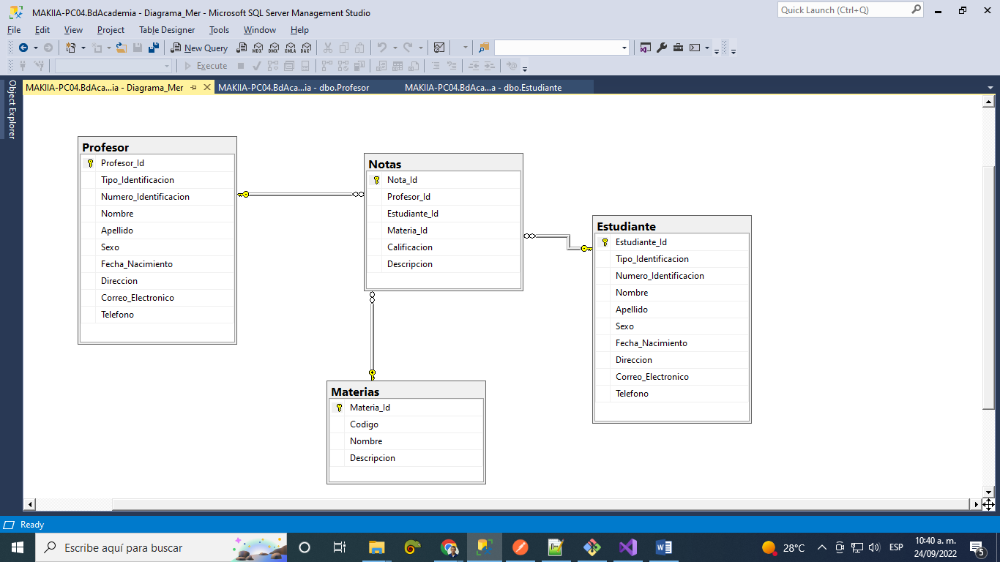 MAKIIA-PC04.BdAcademia - Diagrama_Mer - Microsoft SQL Server Management Studio
Quick Launch (Ctrl+Q)
File Edit View Project Table Designer Tools Window Help
New Query
MDX DMX XMLA DAX
Execute
Object Explorer
MAKIIA-PC04.BdAca...ia - Diagrama_Mer
MAKIIA-PC04.BdAca...ia - dbo.Profesor
MAKIIA-PC04.BdAca...a - dbo.Estudiante
Profesor
Profesor_Id
Tipo_Identificacion
Numero_Identificacion
Nombre
Apellido
Sexo
Fecha_Nacimiento
Direccion
Correo_Electronico
Telefono
Notas
Nota_Id
Profesor_Id
Estudiante_Id
Materia_Id
Calificacion
Descripcion
Estudiante
Estudiante_Id
Tipo_Identificacion
Numero_Identificacion
Nombre
Apellido
Sexo
Fecha_Nacimiento
Direccion
Correo_Electronico
Telefono
Materias
Materia_Id
Codigo
Nombre
Descripcion
Ready
Escribe aquí para buscar
28°C
ESP
10:40 a. m.
24/09/2022
5